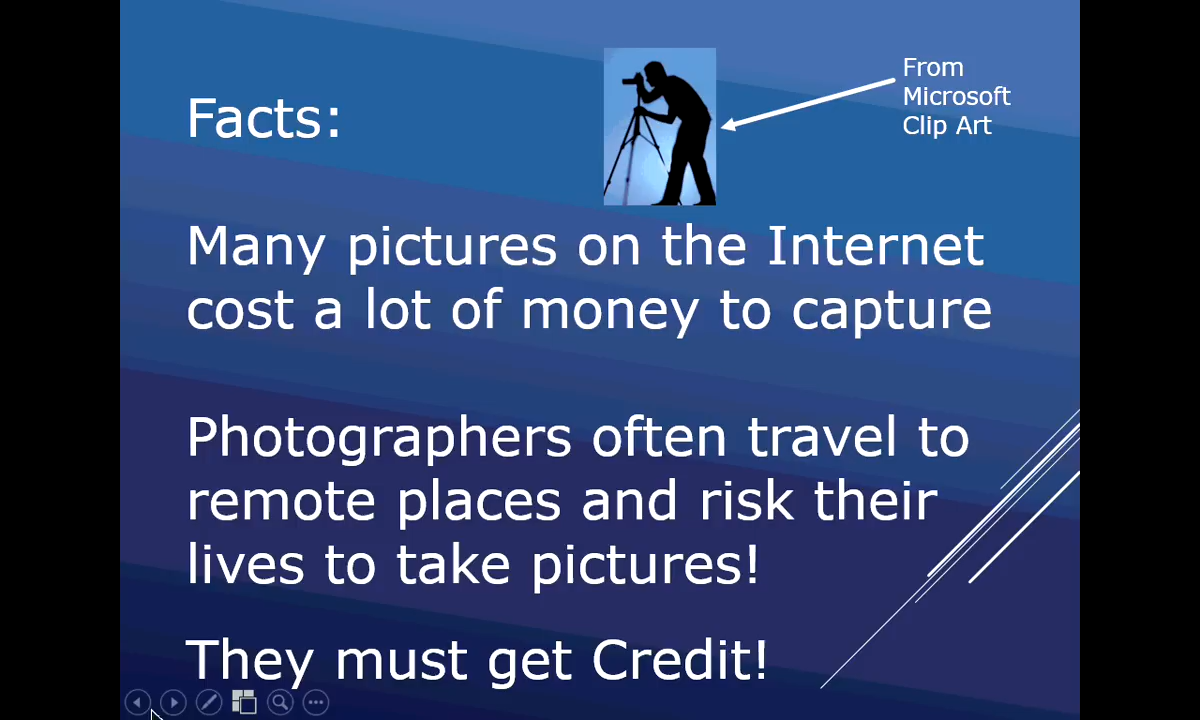 Facts:
From
Microsoft
Clip Art
Many pictures on the Internet
cost a lot of money to capture
Photographers often travel to
remote places and risk their
lives to take pictures!
They must get Credit!